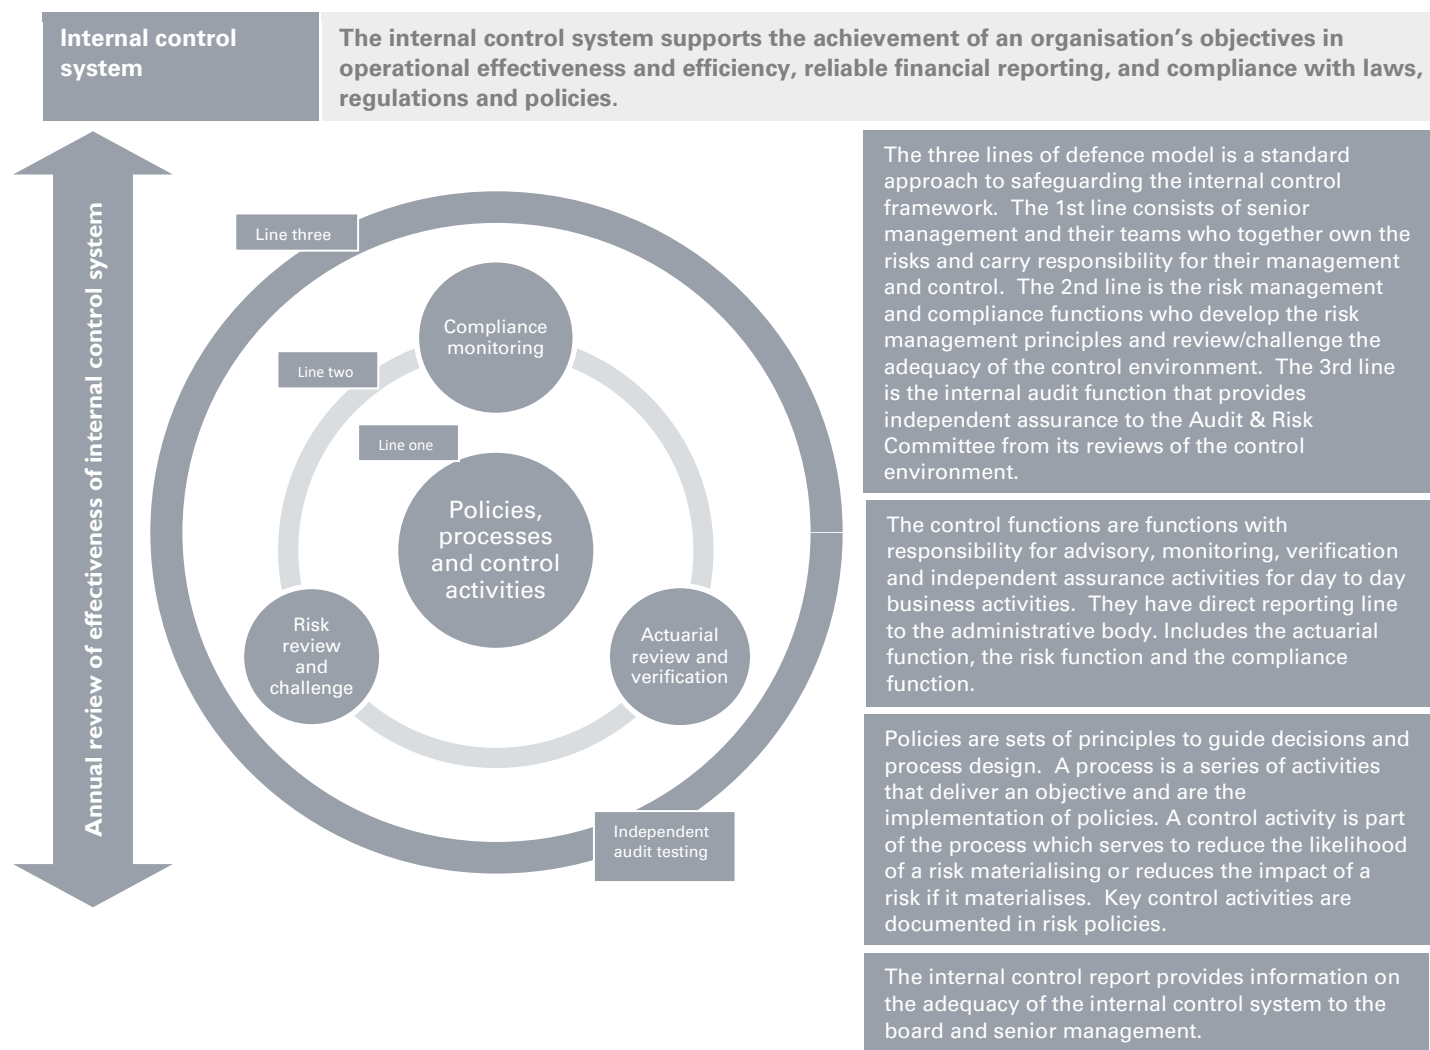 Internal control
system
The internal control system supports the achievement of an organisation’s objectives in
operational effectiveness and efficiency, reliable financial reporting, and compliance with laws,
regulations and policies.
Annual review of effectiveness of internal control system
Line three
Compliance
monitoring
Line two
Line one
Policies,
processes
and control
activities
Risk
review
and
challenge
Actuarial
review and
verification
Independent
audit testing
The three lines of defence model is a standard
approach to safeguarding the internal control
framework.  The 1st line consists of senior
management and their teams who together own the
risks and carry responsibility for their management
and control.  The 2nd line is the risk management
and compliance functions who develop the risk
management principles and review/challenge the
adequacy of the control environment.  The 3rd line
is the internal audit function that provides
independent assurance to the Audit & Risk
Committee from its reviews of the control
environment.
The control functions are functions with
responsibility for advisory, monitoring, verification
and independent assurance activities for day to day
business activities.  They have direct reporting line
to the administrative body. Includes the actuarial
function, the risk function and the compliance
function.
Policies are sets of principles to guide decisions and
process design.  A process is a series of activities
that deliver an objective and are the
implementation of policies. A control activity is part
of the process which serves to reduce the likelihood
of a risk materialising or reduces the impact of a
risk if it materialises.  Key control activities are
documented in risk policies.
The internal control report provides information on
the adequacy of the internal control system to the
board and senior management.